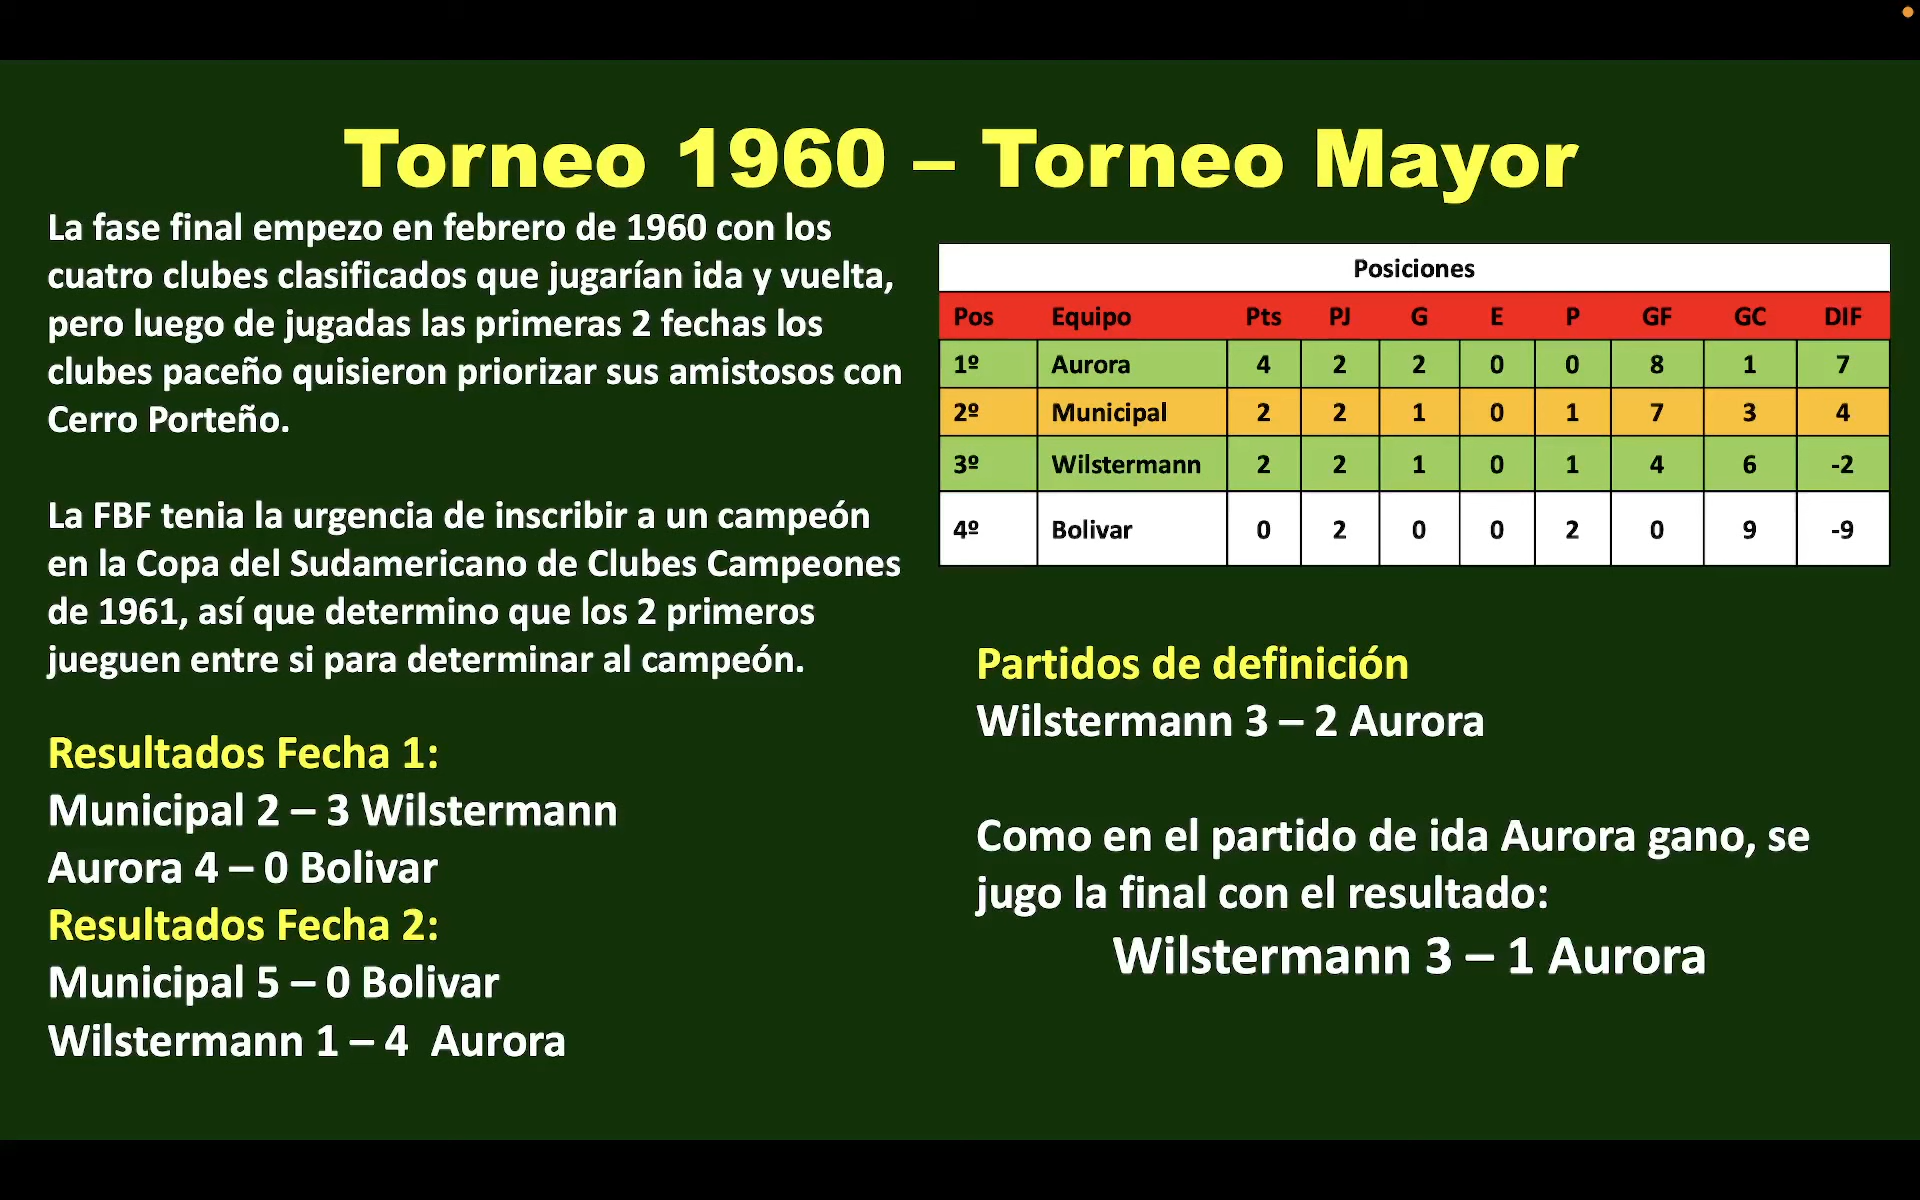 Torneo 1960 – Torneo Mayor
La fase final empezo en febrero de 1960 con los
cuatro clubes clasificados que jugarían ida y vuelta,
pero luego de jugadas las primeras 2 fechas los
clubes paceño quisieron priorizar sus amistosos con
Cerro Porteño.
La FBF tenia la urgencia de inscribir a un campeón
en la Copa del Sudamericano de Clubes Campeones
de 1961, así que determino que los 2 primeros
jueguen entre si para determinar al campeón.
Resultados Fecha 1:
Municipal 2 – 3 Wilstermann
Aurora 4 – 0 Bolivar
Resultados Fecha 2:
Municipal 5 – 0 Bolivar
Wilstermann 1 – 4 Aurora
Posiciones
Pos Equipo Pts PJ G E P GF GC DIF
1º Aurora 4 2 2 0 0 8 1 7
2º Municipal 2 2 1 0 1 7 3 4
3º Wilstermann 2 2 1 0 1 4 6 -2
4º Bolivar 0 2 0 0 2 0 9 -9
Partidos de definición
Wilstermann 3 – 2 Aurora
Como en el partido de ida Aurora gano, se
jugo la final con el resultado:
Wilstermann 3 – 1 Aurora